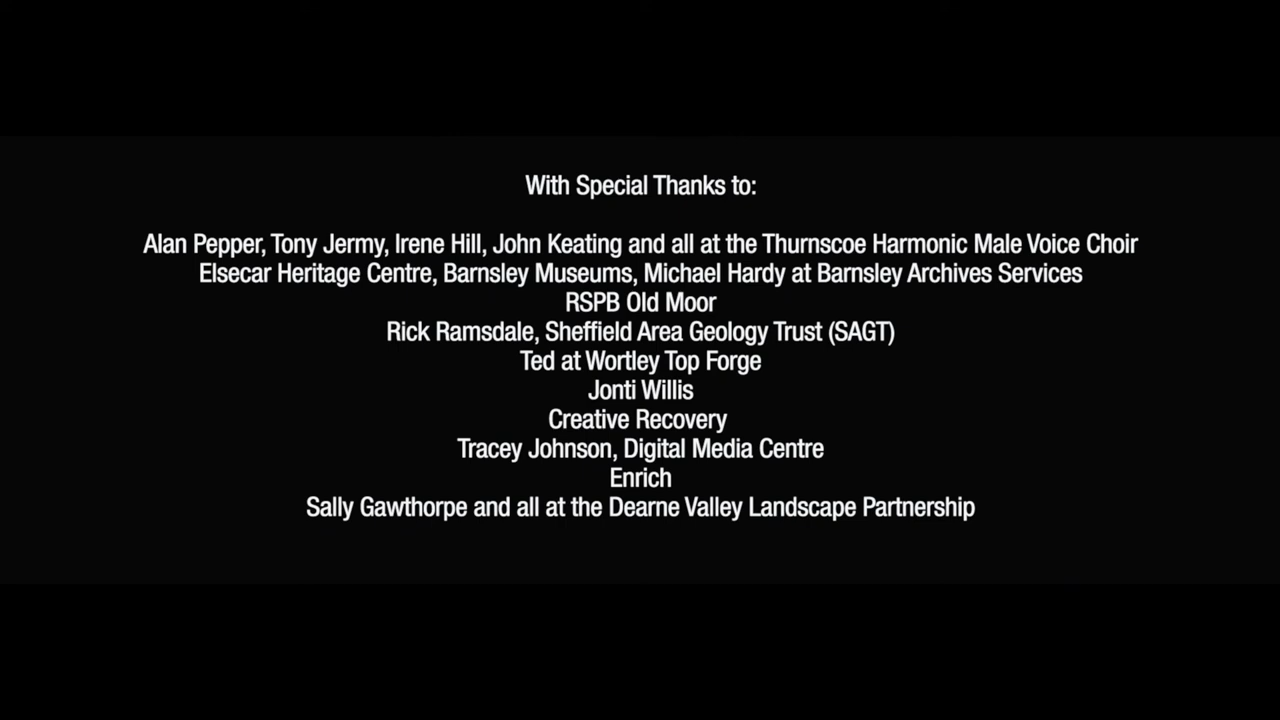 With Special Thanks to:
Alan Pepper, Tony Jermy, Irene Hill, John Keating and all at the Thurnscoe Harmonic Male Voice Choir
Elsecar Heritage Centre, Barnsley Museums, Michael Hardy at Barnsley Archives Services
RSPB Old Moor
Rick Ramsdale, Sheffield Area Geology Trust (SAGT)
Ted at Wortley Top Forge
Jonti Willis
Creative Recovery
Tracey Johnson, Digital Media Centre
Enrich
Sally Gawthorpe and all at the Dearne Valley Landscape Partnership